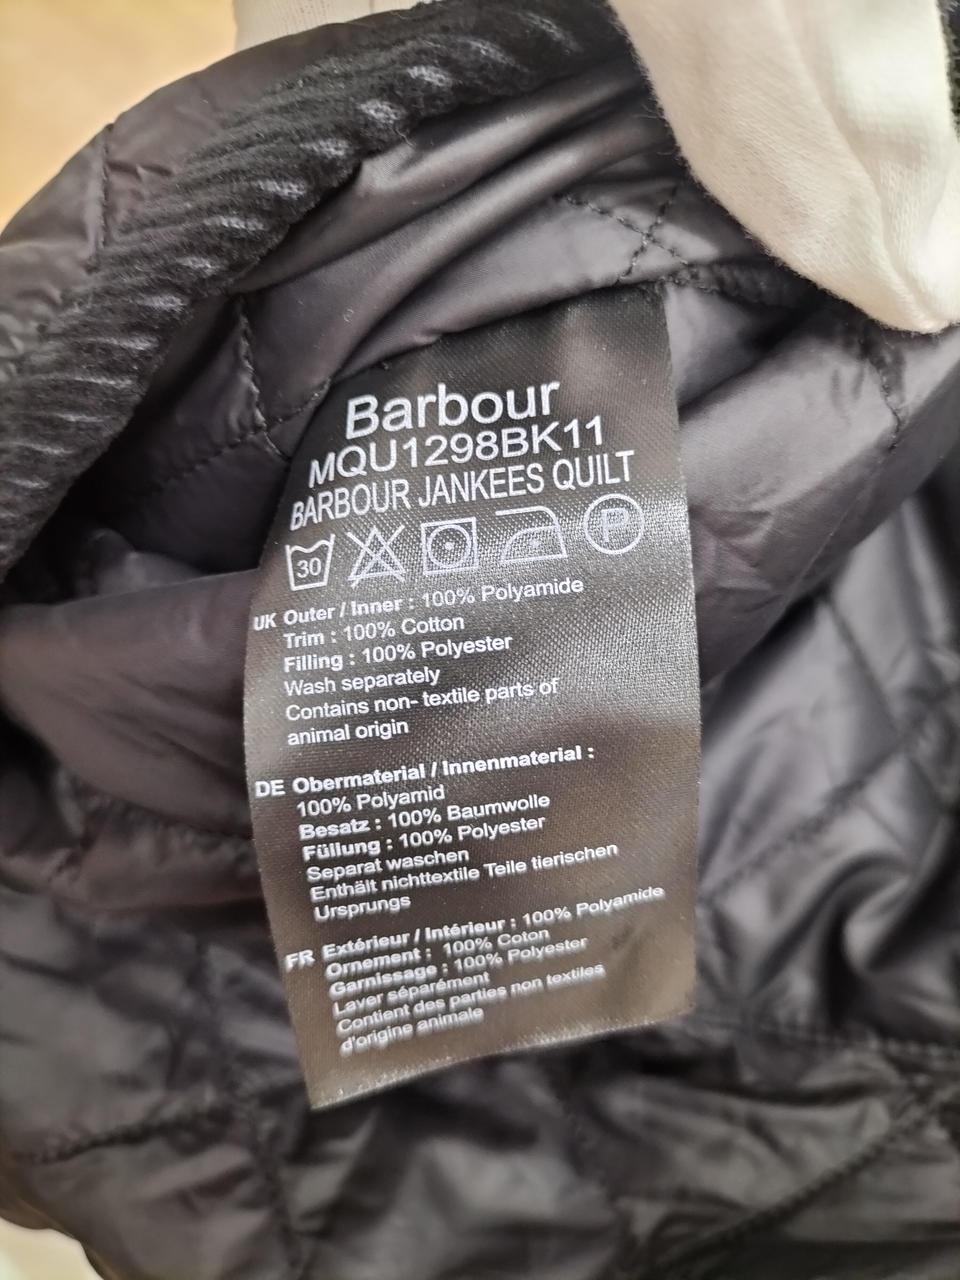 Barbour
MQU1298BK11
BARBOUR JANKEES QUILT
30 P
UK Outer / Inner : 100% Polyamide
Trim : 100% Cotton
Filling : 100% Polyester
Wash separately
Contains non- textile parts of
animal origin
DE Obermaterial / Innenmaterial :
100% Polyamid
Besatz : 100% Baumwolle
Füllung : 100% Polyester
Separat waschen
Enthält nichttextile Teile tierischen
Ursprungs
FR Extérieur / Intérieur : 100% Polyamide
Ornement : 100% Coton
Garnissage : 100% Polyester
Laver séparément
Contient des parties non textiles
d'origine animale